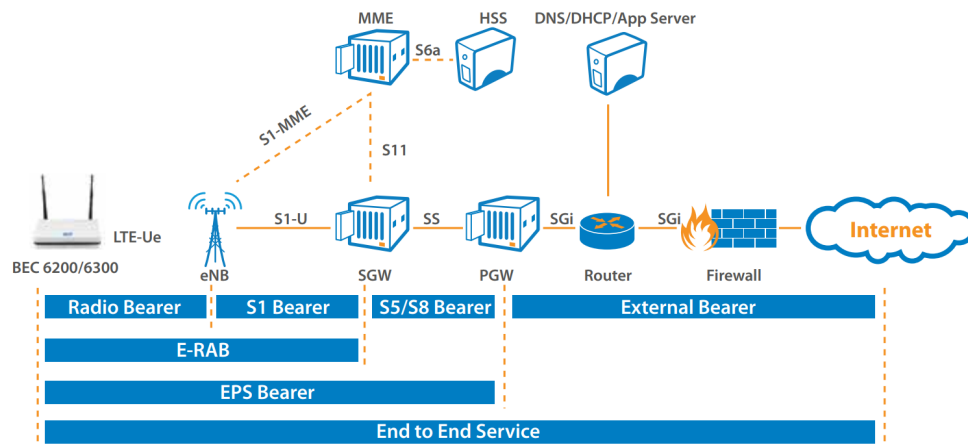 MME
HSS
DNS/DHCP/App Server
S6a
S1-MME
S11
LTE-Ue
BEC 6200/6300
S1-U
SS
SGi
SGi
Internet
eNB
SGW
PGW
Router
Firewall
Radio Bearer
S1 Bearer
S5/S8 Bearer
External Bearer
E-RAB
EPS Bearer
End to End Service